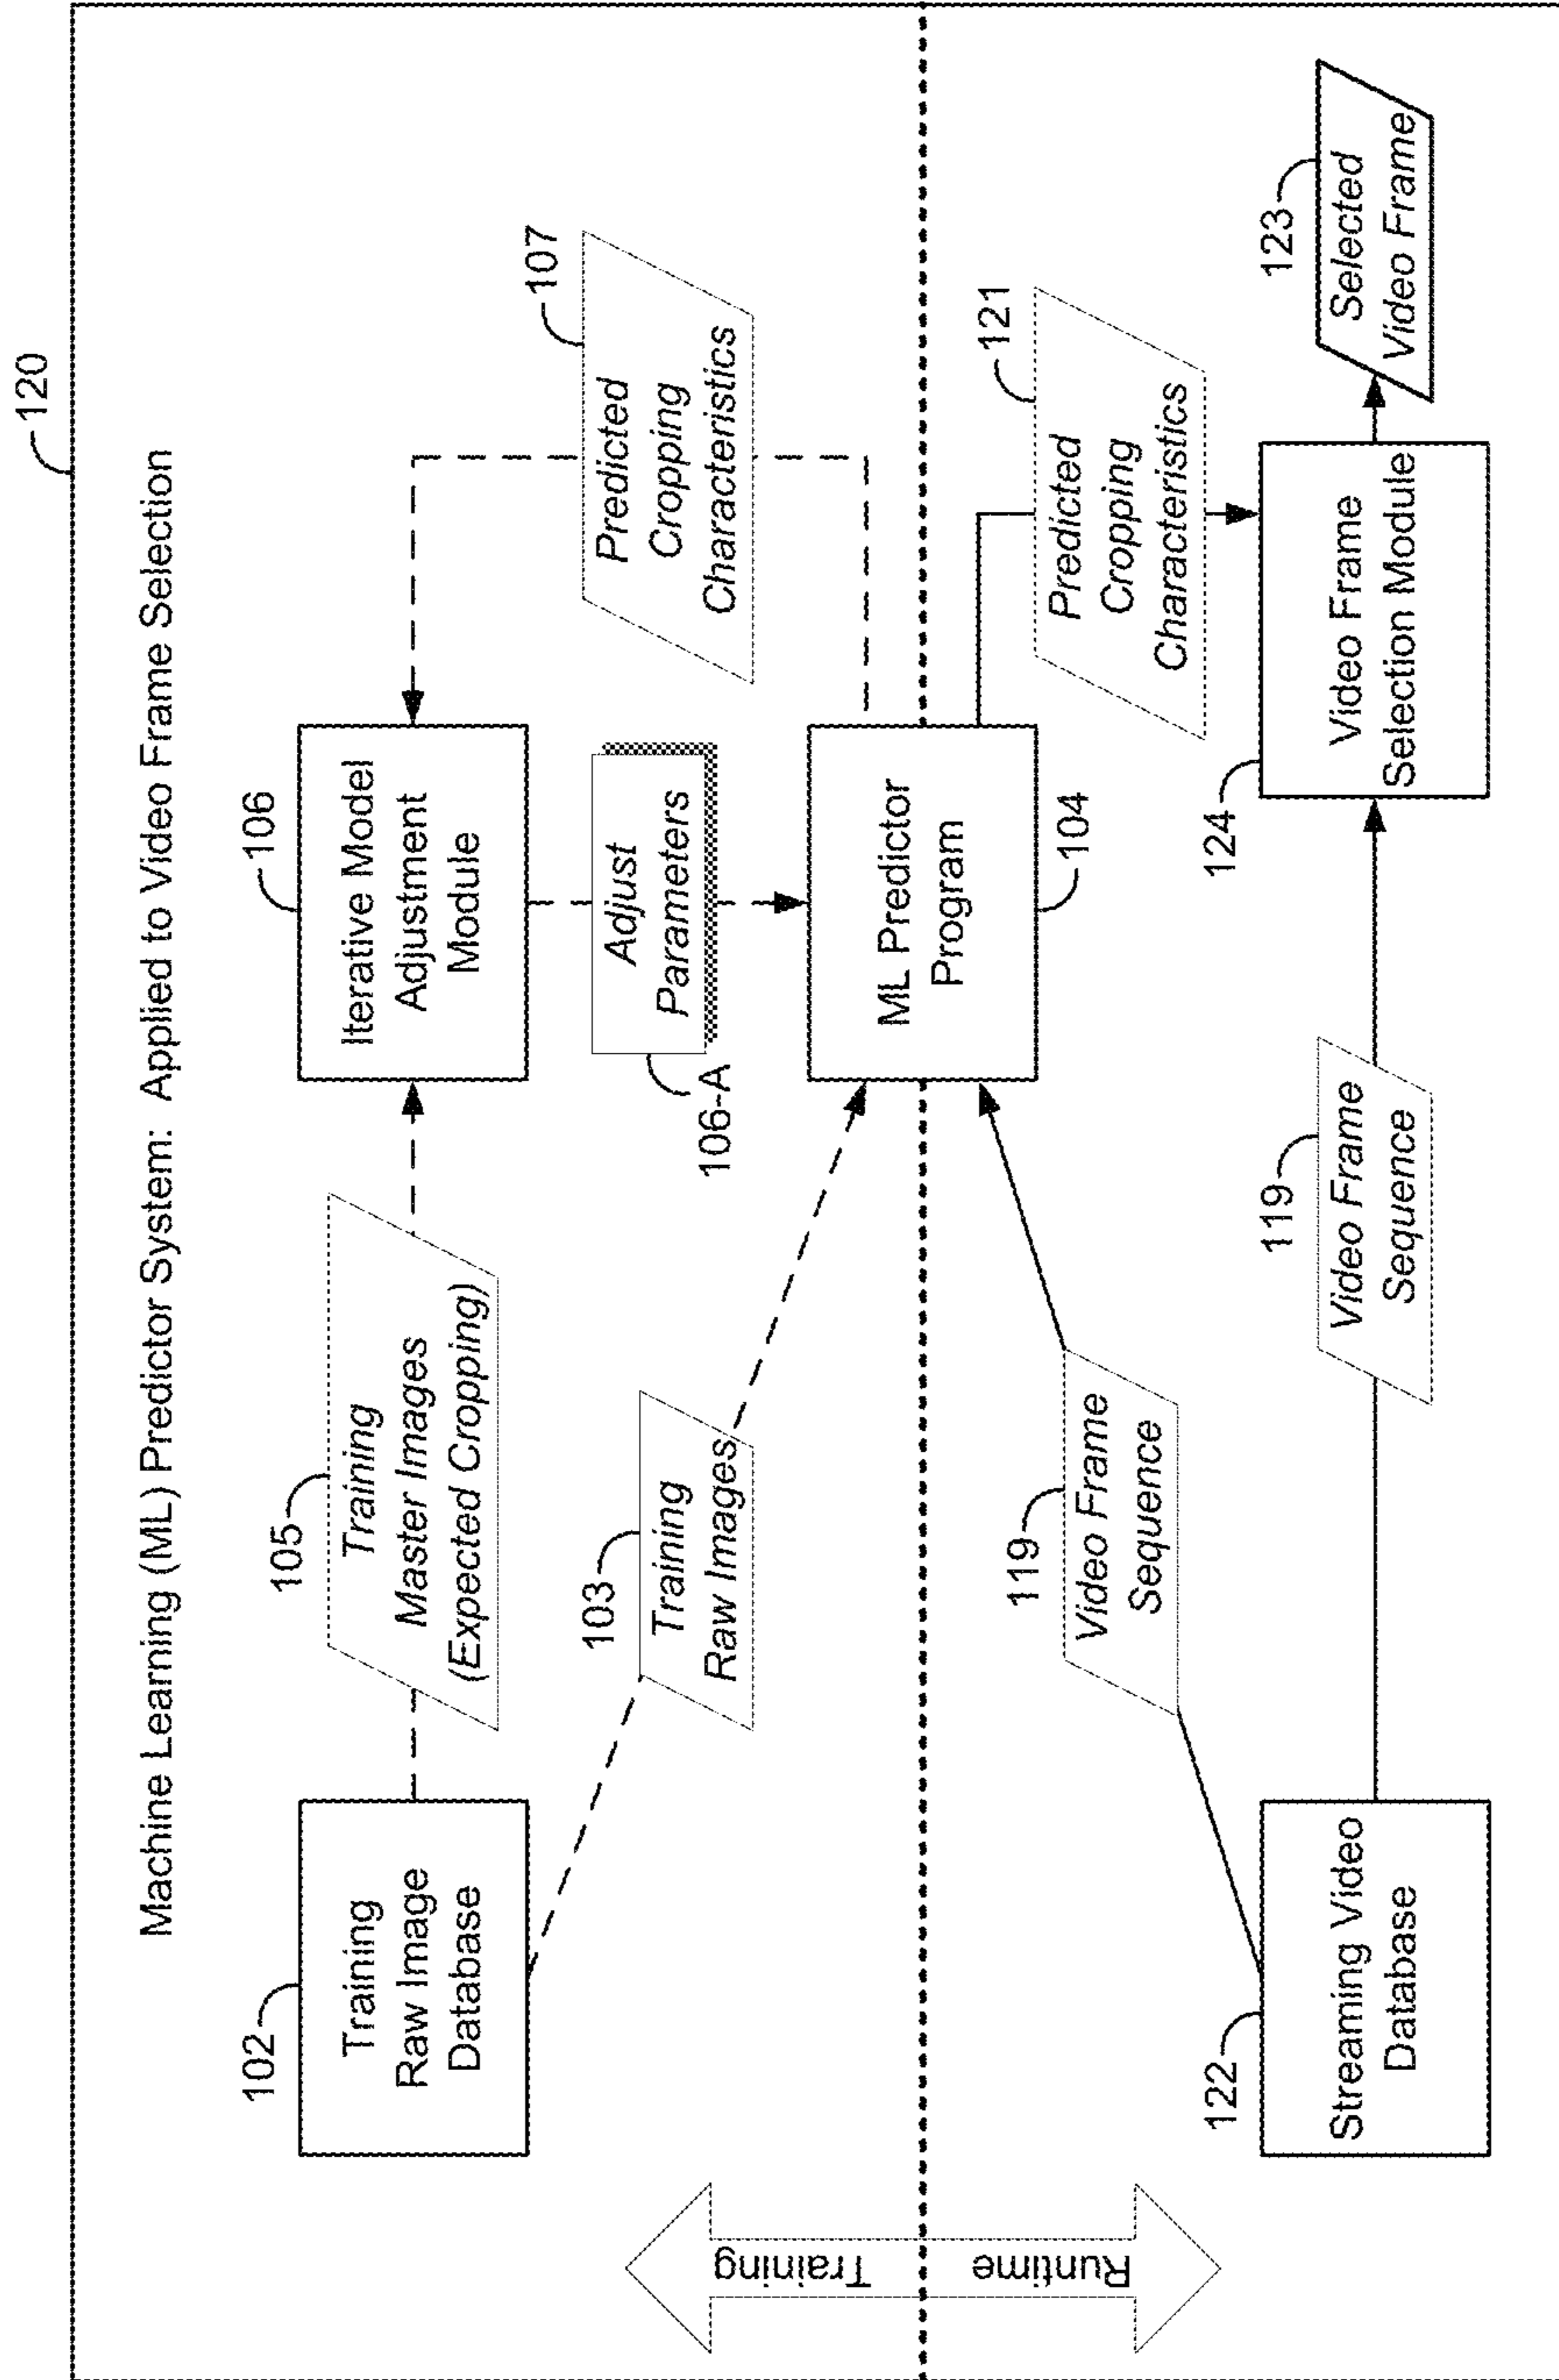 120
Machine Learning (ML) Predictor System: Applied to Video Frame Selection
102
Training
Raw Image
Database
105
Training
Master Images
(Expected Cropping)
106
Iterative Model
Adjustment
Module
107
Predicted
Cropping
Characteristics
103
Training
Raw Images
106-A
Adjust
Parameters
ML Predictor
Program
104
Training
Runtime
119
Video Frame
Sequence
121
Predicted
Cropping
Characteristics
122
Streaming Video
Database
119
Video Frame
Sequence
124
Video Frame
Selection Module
123
Selected
Video Frame